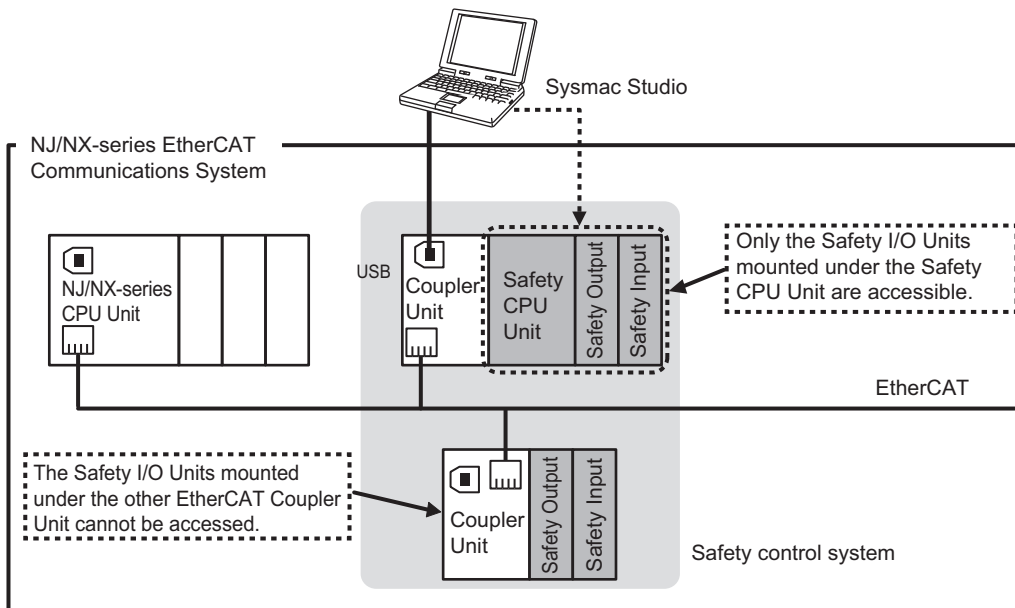 Sysmac Studio
NJ/NX-series EtherCAT
Communications System
NJ/NX-series
CPU Unit
USB
Coupler
Unit
Safety
CPU
Unit
Safety Output
Safety Input
Only the Safety I/O Units
mounted under the Safety
CPU Unit are accessible.
EtherCAT
The Safety I/O Units mounted
under the other EtherCAT Coupler
Unit cannot be accessed.
Coupler
Unit
Safety Output
Safety Input
Safety control system